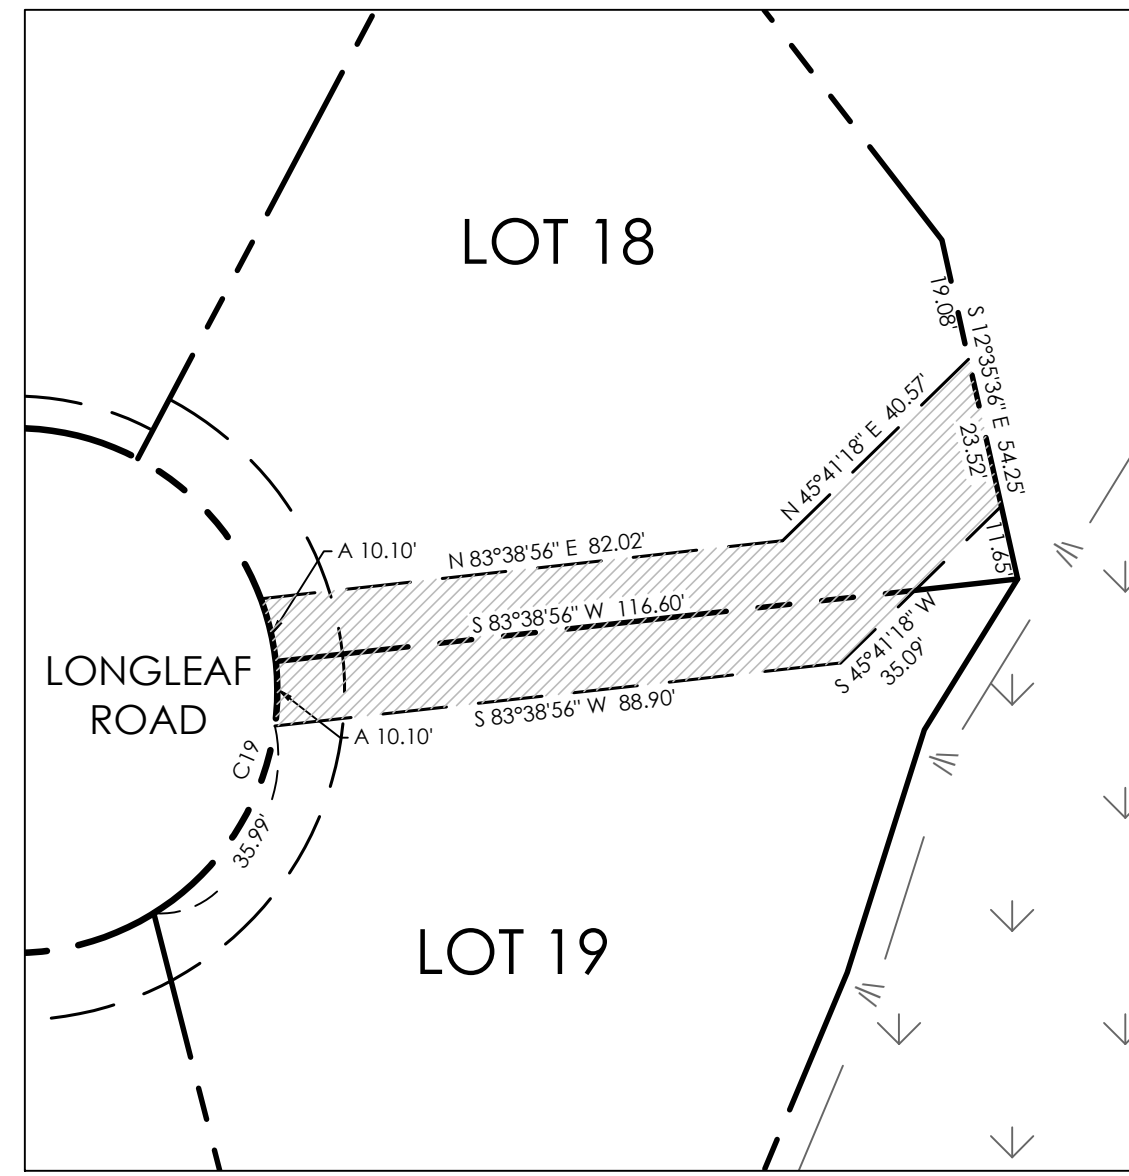 LOT 18
19.08'
S 12°35'36" E 54.25'
N 45°41'18" E 40.57'
23.52'
11.65'
A 10.10'
N 83°38'56" E 82.02'
S 83°38'56" W 116.60'
LONGLEAF
ROAD
S 83°38'56" W 88.90'
S 45°41'18" W
35.09'
A 10.10'
C19
35.99'
LOT 19